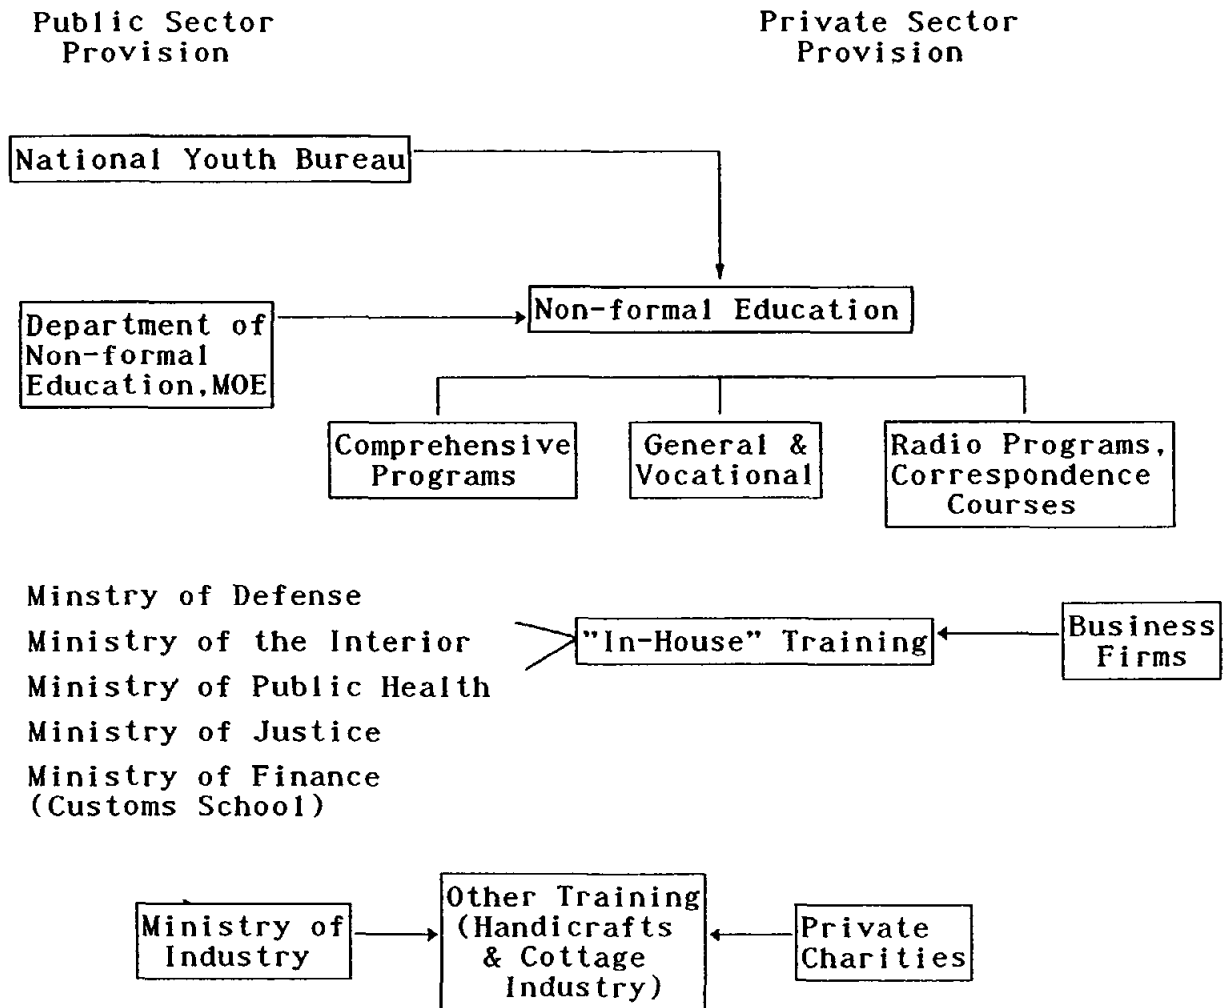 Public Sector
Provision
Private Sector
Provision
National Youth Bureau
Non-formal Education
Department of
Non-formal
Education,MOE
Comprehensive
Programs
General &
Vocational
Radio Programs,
Correspondence
Courses
Minstry of Defense
Ministry of the Interior
Ministry of Public Health
Ministry of Justice
Ministry of Finance
(Customs School)
"In-House" Training
Business
Firms
Ministry of
Industry
Other Training
(Handicrafts
& Cottage
Industry)
Private
Charities